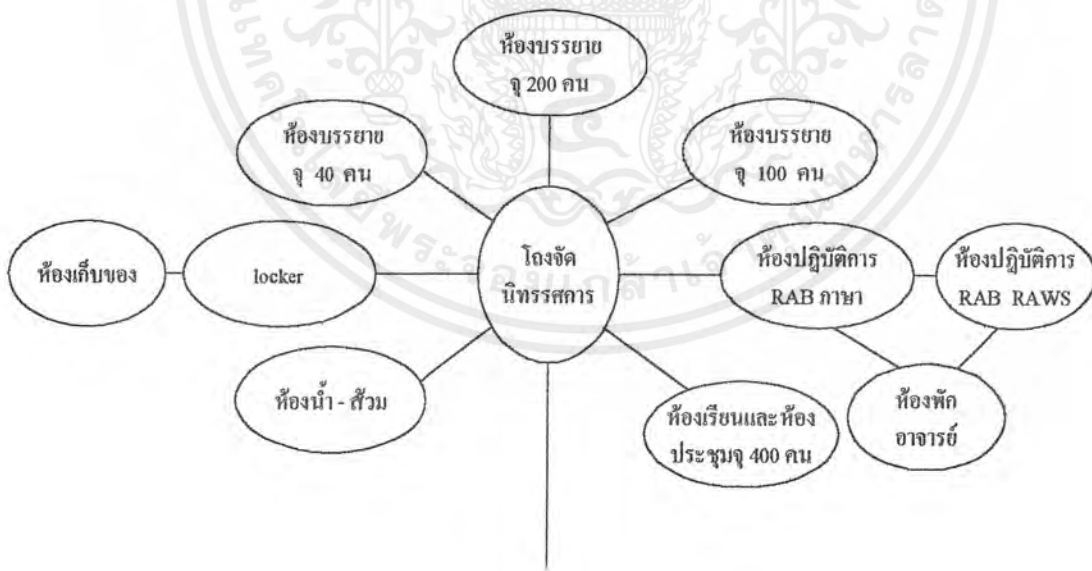 ห้องบรรยาย
จุ 200 คน
ห้องบรรยาย
จุ 40 คน
ห้องบรรยาย
จุ 100 คน
ห้องเก็บของ
locker
โถงจัด
นิทรรศการ
ห้องปฏิบัติการ
RAB ภาษา
ห้องปฏิบัติการ
RAB RAWS
ห้องน้ำ - ส้วม
ห้องเรียนและห้อง
ประชุมจุ 400 คน
ห้องพัก
อาจารย์